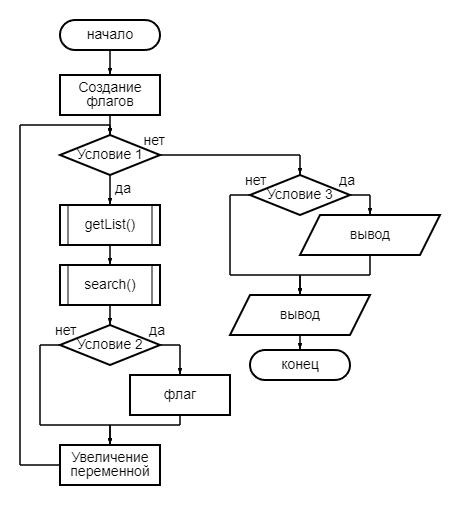 начало
Создание
флагов
Условие 1
нет
да
getList()
search()
нет
Условие 2
да
флаг
Увеличение
переменной
нет
Условие 3
да
вывод
вывод
конец